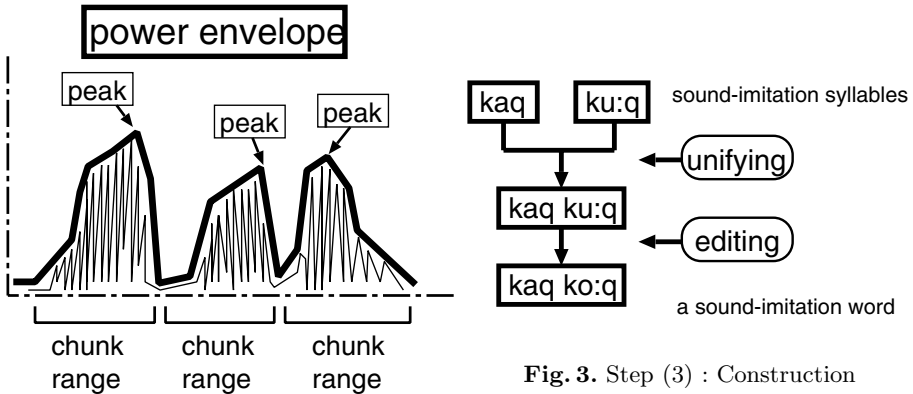 power envelope
peak
peak
peak
chunk
range
chunk
range
chunk
range
kaq
ku:q
sound-imitation syllables
unifying
kaq ku:q
editing
kaq ko:q
a sound-imitation word
Fig. 3. Step (3) : Construction